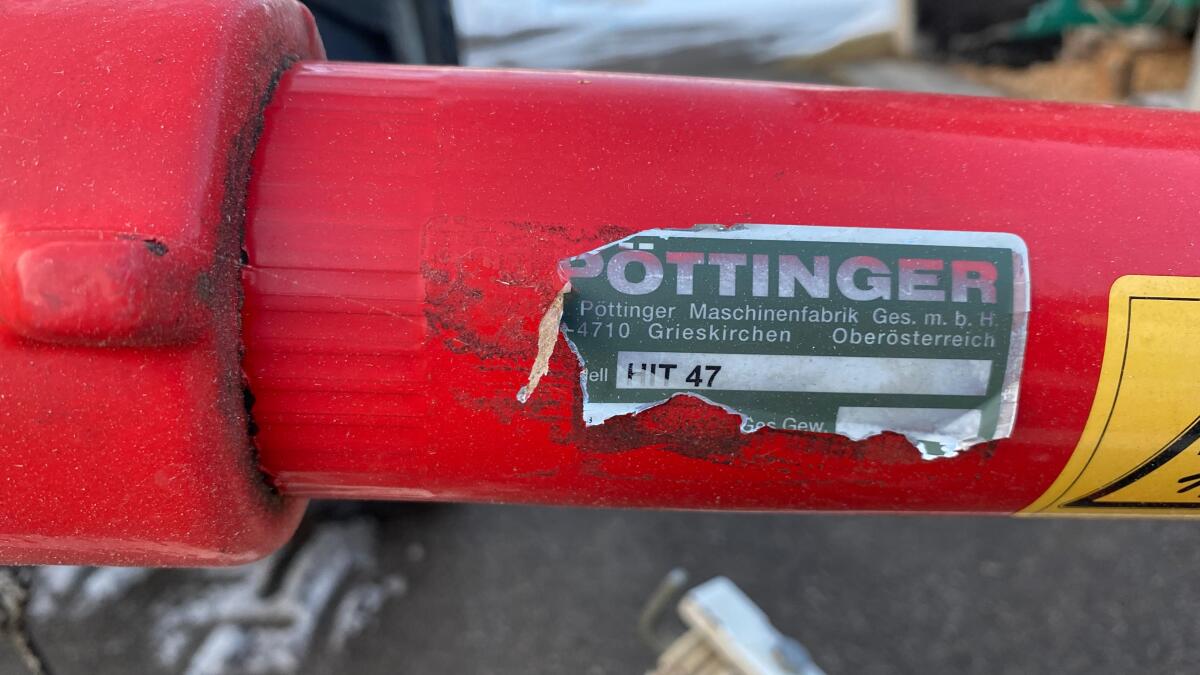 PÖTTINGER
Pöttinger Maschinenfabrik Ges. m. b. H
-4710 Grieskirchen Oberösterreich
ell HIT 47
Ges Gew.